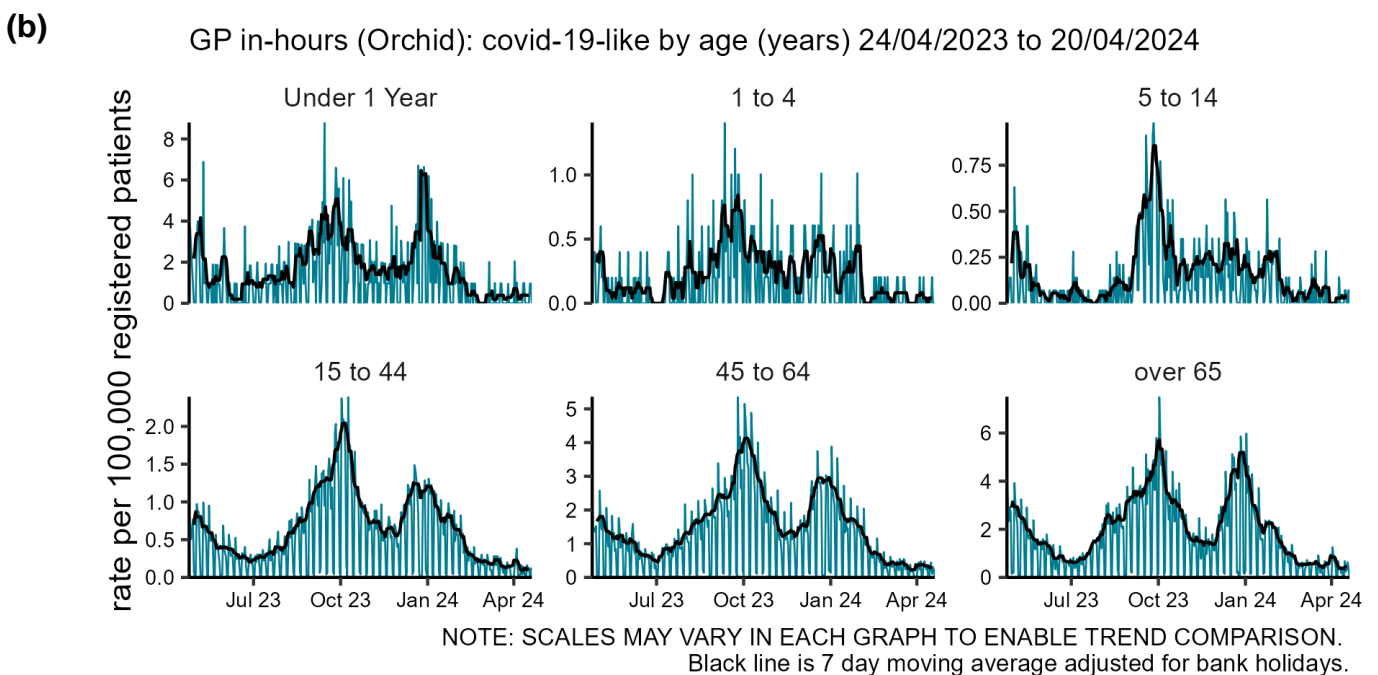 (b)
GP in-hours (Orchid): covid-19-like by age (years) 24/04/2023 to 20/04/2024
rate per 100,000 registered patients
Under 1 Year
8
6
4
2
0
1 to 4
1.0
0.5
0.0
5 to 14
0.75
0.50
0.25
0.00
15 to 44
2.0
1.5
1.0
0.5
0.0
Jul 23 Oct 23 Jan 24 Apr 24
45 to 64
5
4
3
2
1
0
Jul 23 Oct 23 Jan 24 Apr 24
over 65
6
4
2
0
Jul 23 Oct 23 Jan 24 Apr 24
NOTE: SCALES MAY VARY IN EACH GRAPH TO ENABLE TREND COMPARISON.
Black line is 7 day moving average adjusted for bank holidays.